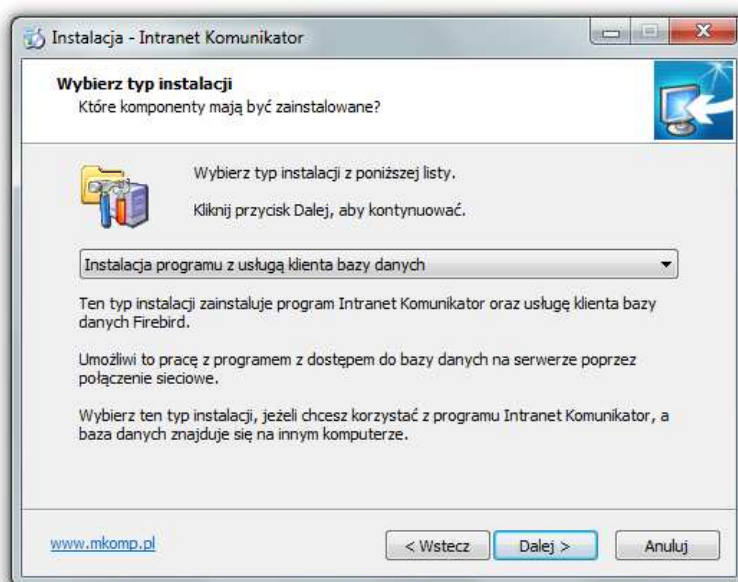 Instalacja - Intranet Komunikator
Wybierz typ instalacji
Które komponenty mają być zainstalowane?
Wybierz typ instalacji z poniższej listy.
Kliknij przycisk Dalej, aby kontynuować.
Instalacja programu z usługą klienta bazy danych
Ten typ instalacji zainstaluje program Intranet Komunikator oraz usługę klienta bazy
danych Firebird.
Umożliwi to pracę z programem z dostępem do bazy danych na serwerze poprzez
połączenie sieciowe.
Wybierz ten typ instalacji, jeżeli chcesz korzystać z programu Intranet Komunikator, a
baza danych znajduje się na innym komputerze.
www.mkomp.pl
< Wstecz
Dalej >
Anuluj